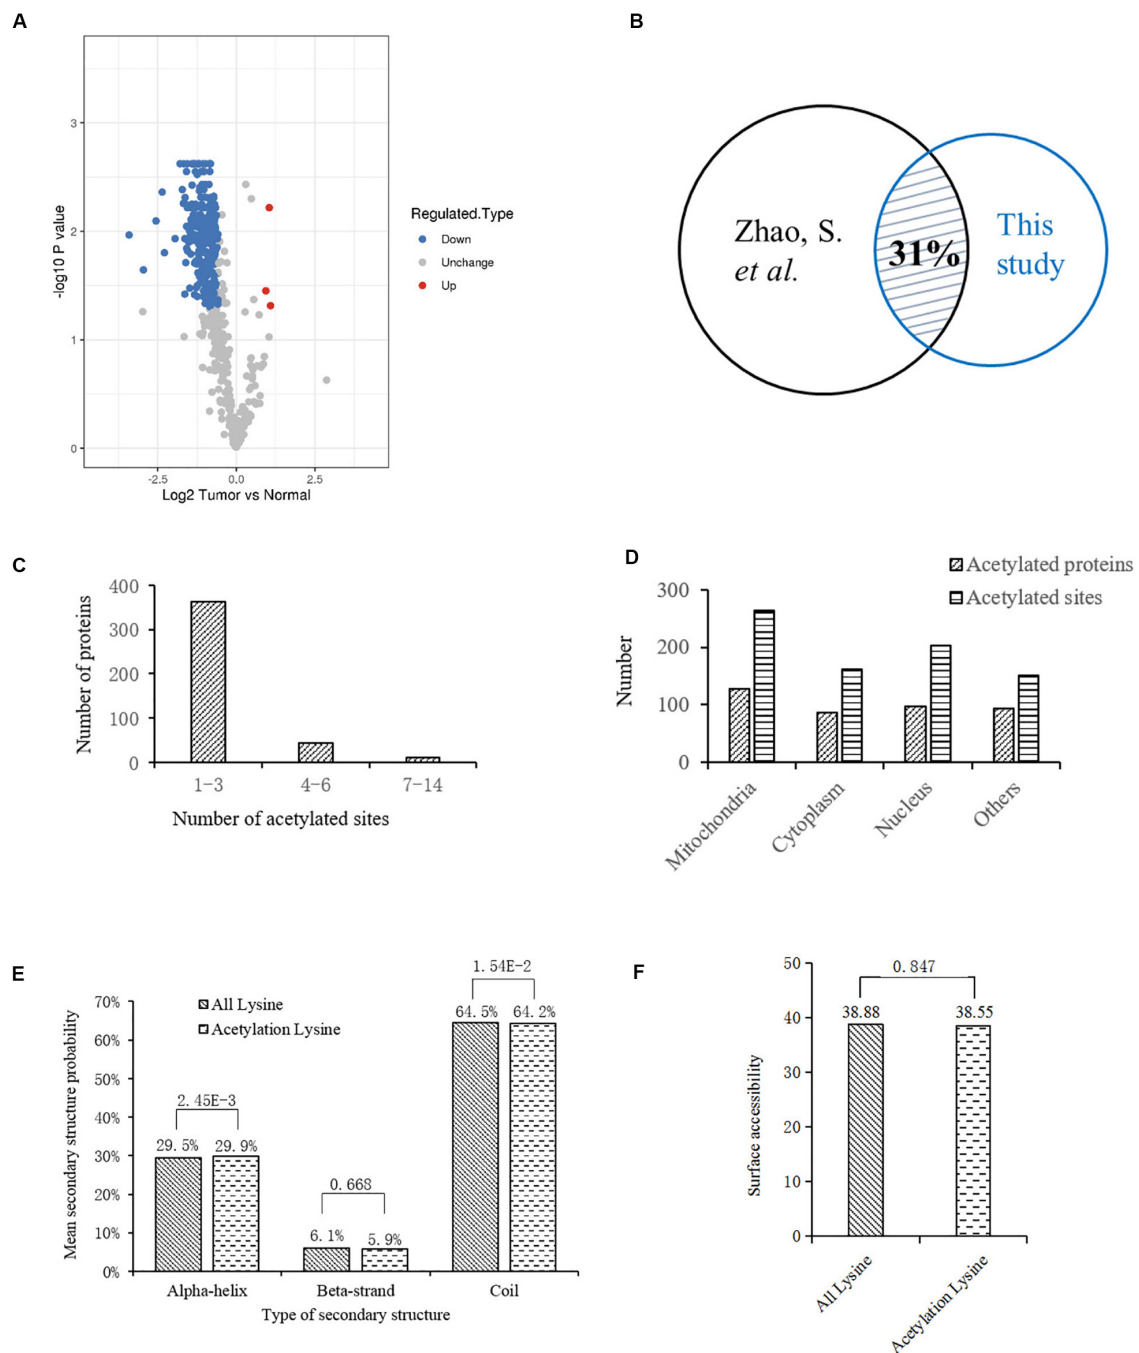 A
3
2
1
0
-log10 P value
-2.5
0.0
2.5
Log2 Tumor vs Normal
Regulated.Type
Down
Unchange
Up
B
Zhao, S.
et al.
31%
This
study
C
400
300
200
100
0
Number of proteins
1-3
4-6
7-14
Number of acetylated sites
D
Acetylated proteins
Acetylated sites
300
200
100
0
Number
Mitochondria
Cytoplasm
Nucleus
Others
E
All Lysine
Acetylation Lysine
70%
60%
50%
40%
30%
20%
10%
0%
Mean secondary structure probability
2.45E-3
29.5%
29.9%
0.668
6.1%
5.9%
1.54E-2
64.5%
64.2%
Alpha-helix
Beta-strand
Coil
Type of secondary structure
F
50
40
30
20
10
0
Surface accessibility
0.847
38.88
38.55
All Lysine
Acetylation Lysine